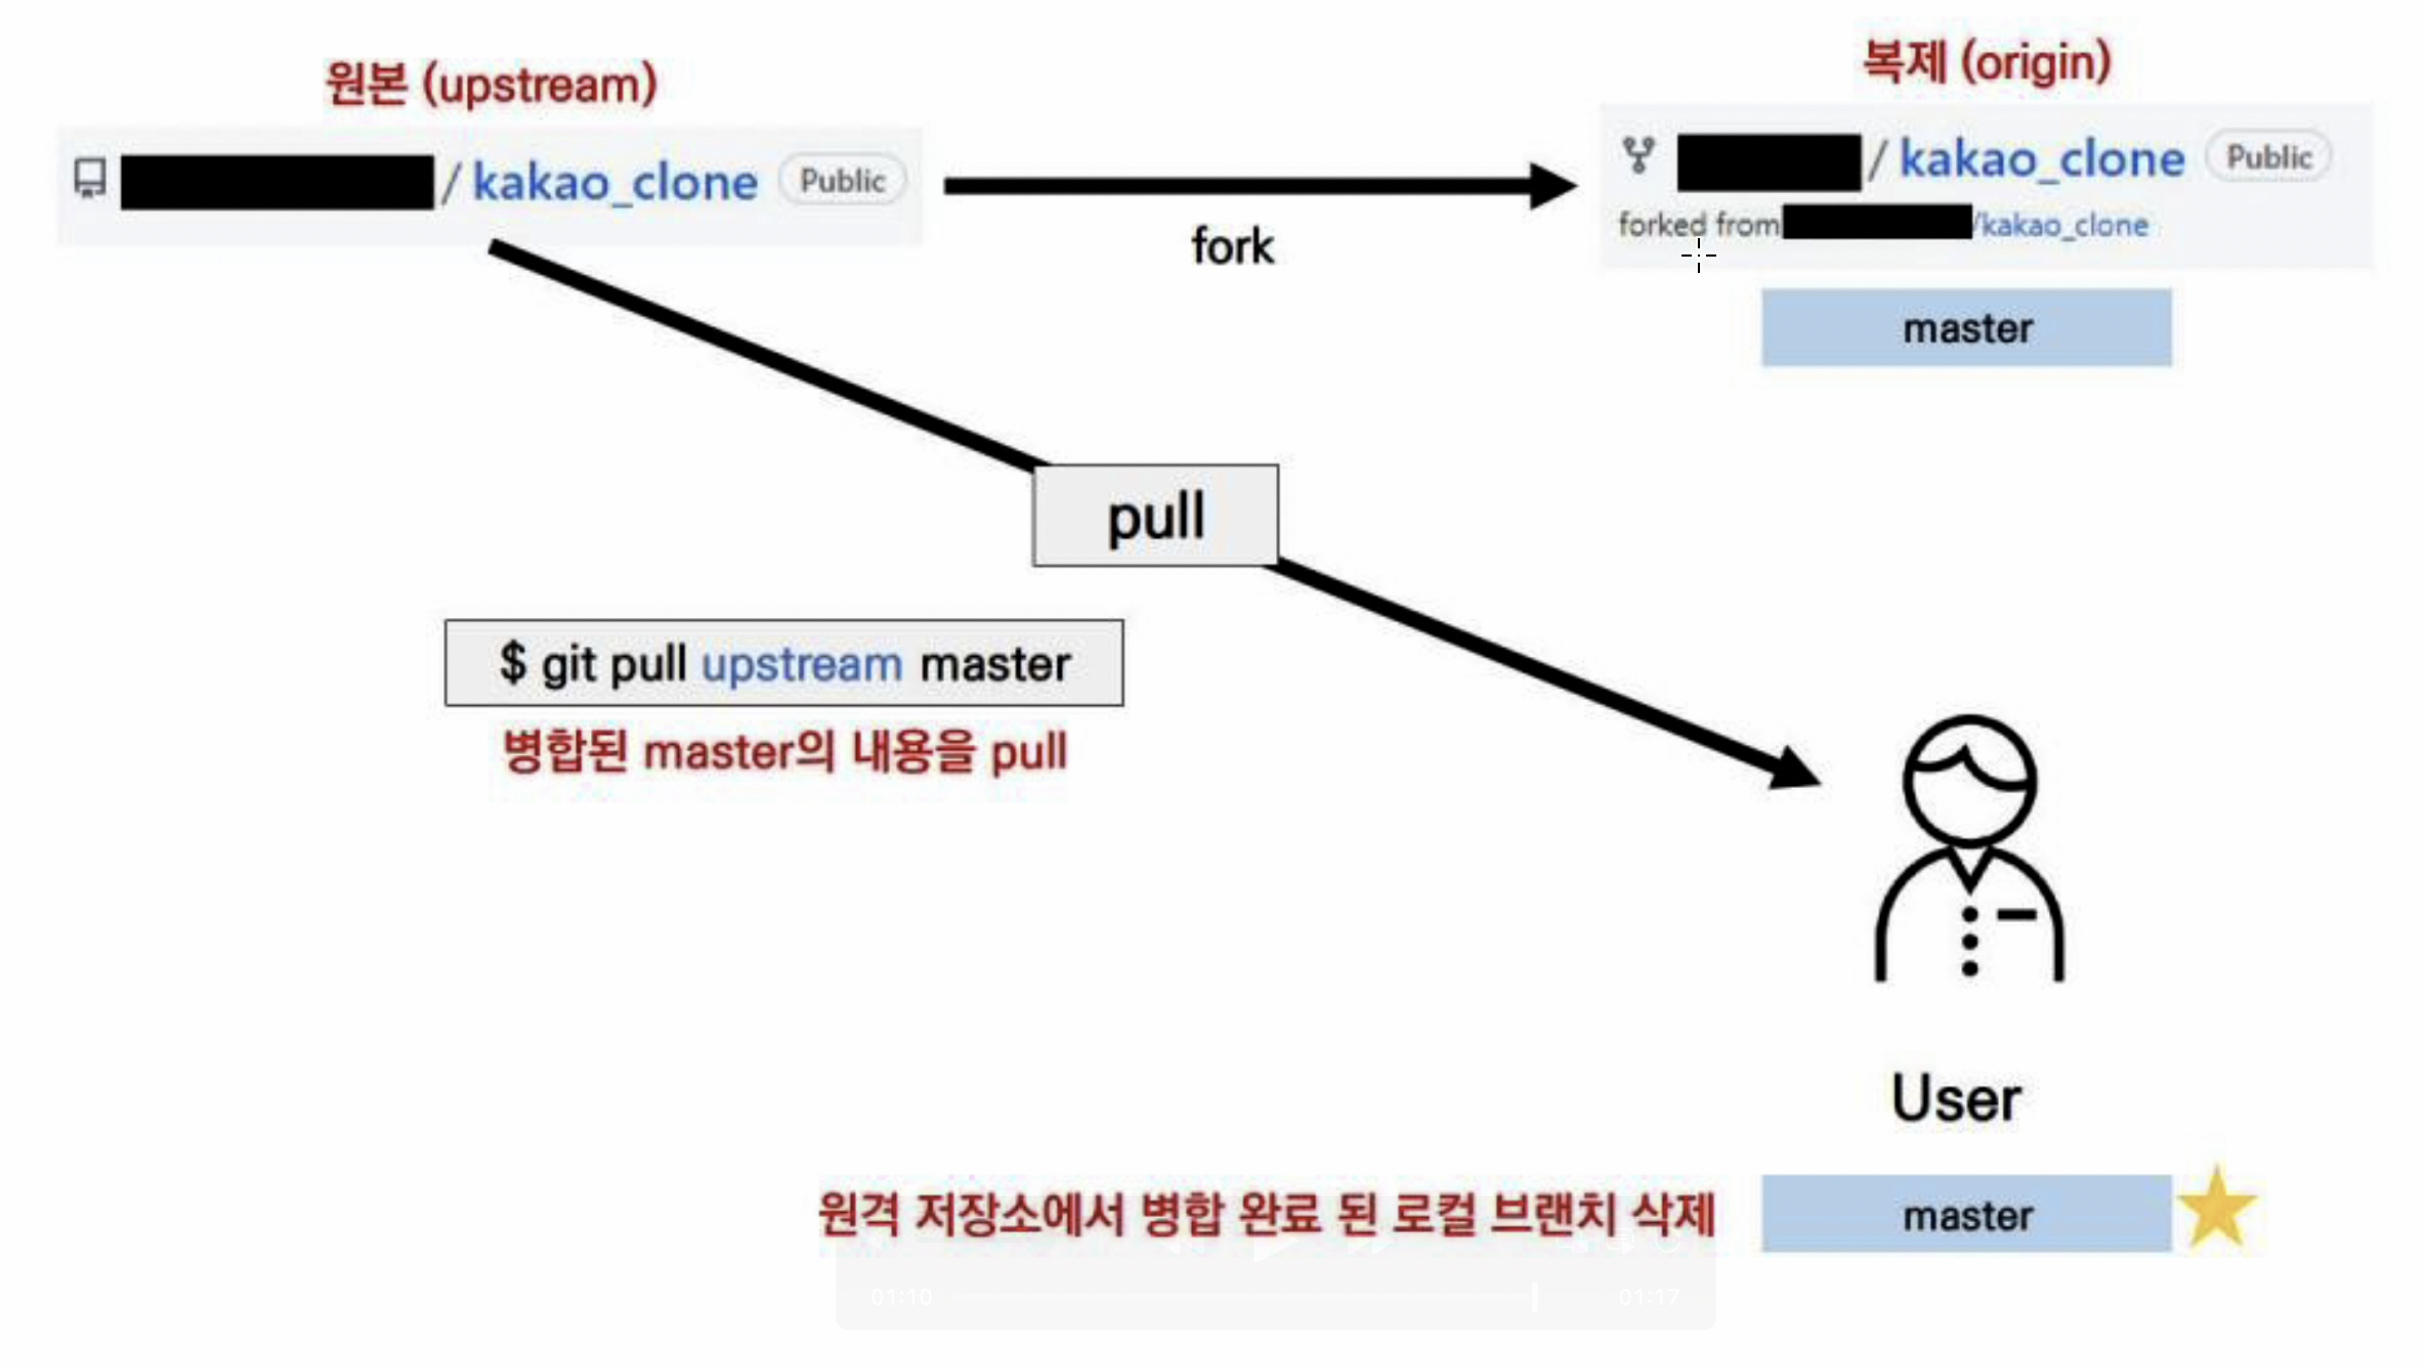 원본 (upstream)
/ kakao_clone Public
복제 (origin)
/ kakao_clone Public
forked from /kakao_clone
fork
master
pull
$ git pull upstream master
병합된 master의 내용을 pull
User
원격 저장소에서 병합 완료 된 로컬 브랜치 삭제
master
01:10
01:17